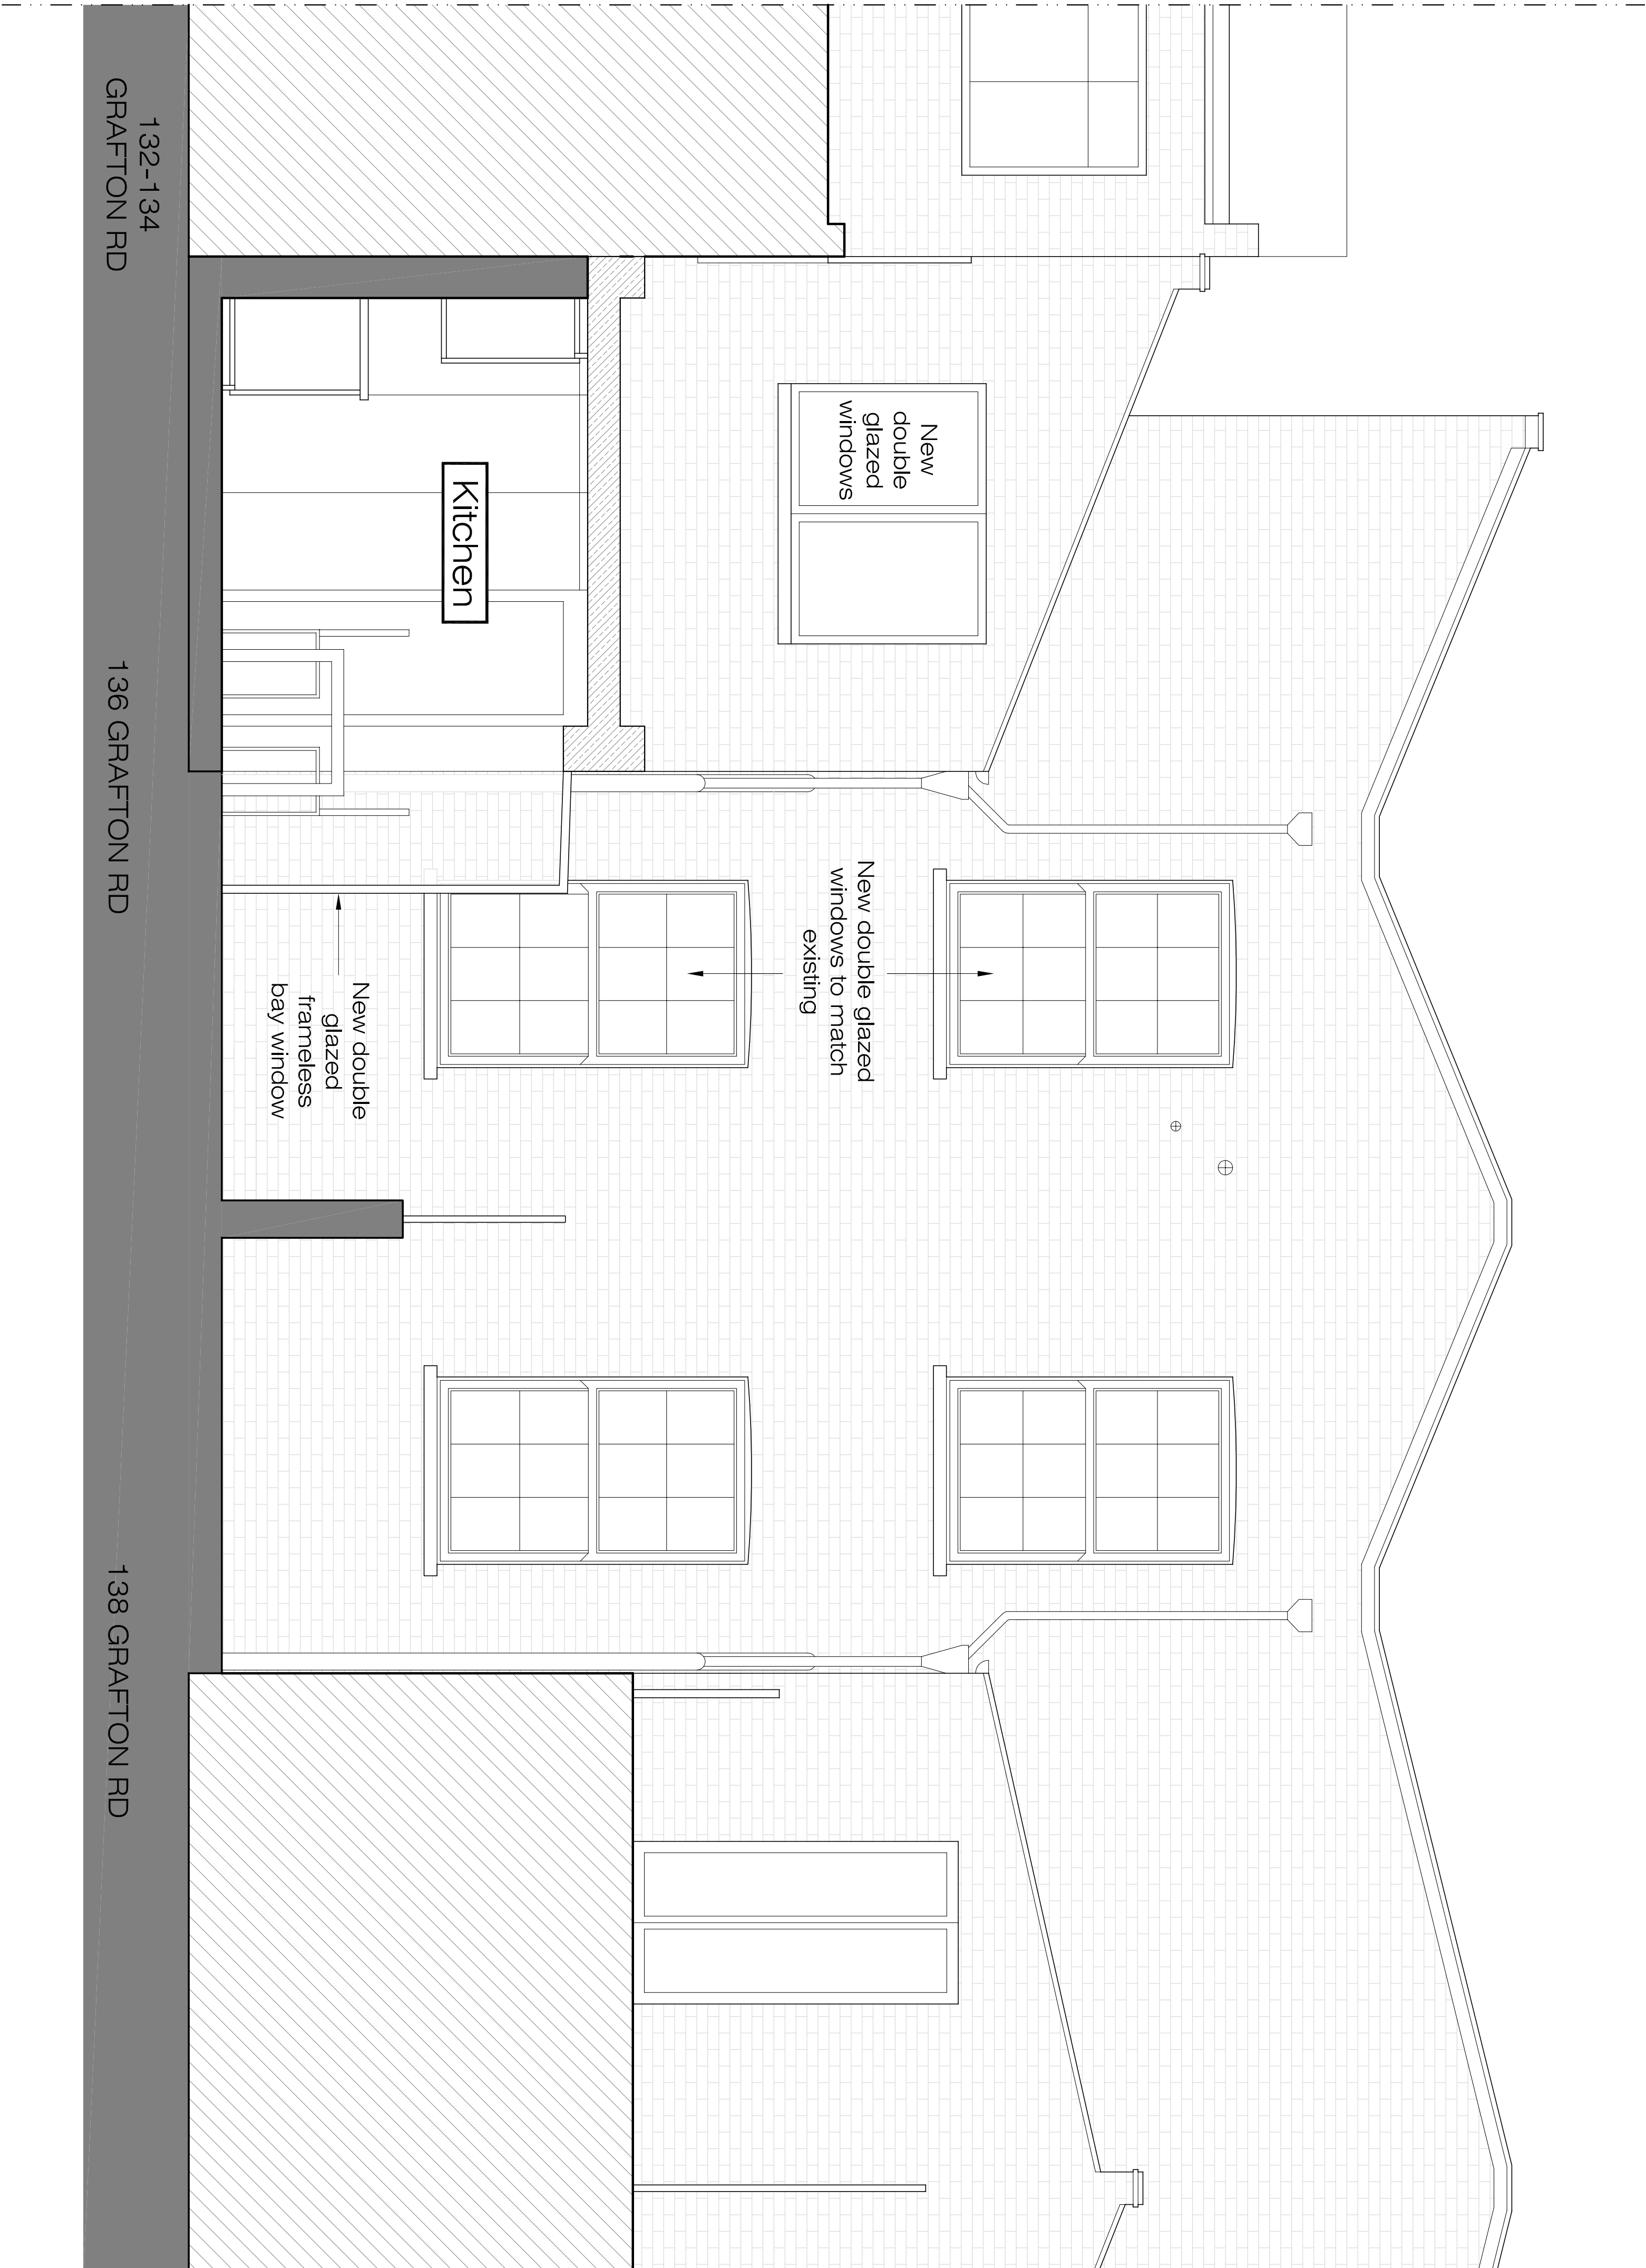 New
double
glazed
windows
Kitchen
New double glazed
windows to match
existing
New double
glazed
frameless
bay window
132-134
GRAFTON RD
136 GRAFTON RD
138 GRAFTON RD